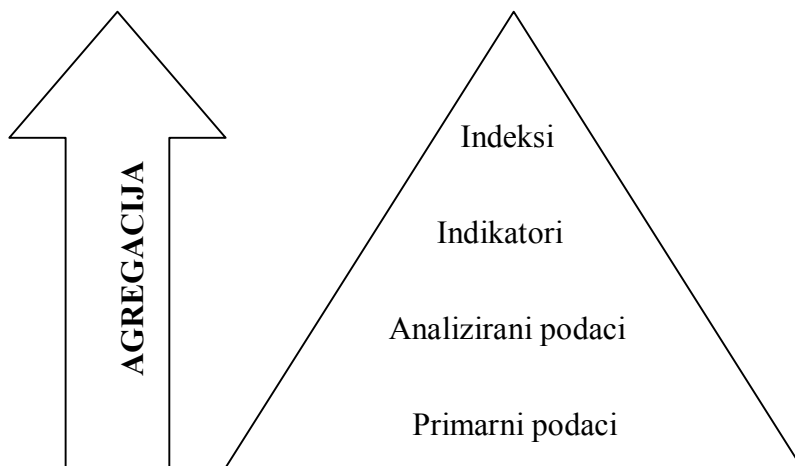 AGREGACIJA
Indeksi
Indikatori
Analizirani podaci
Primarni podaci